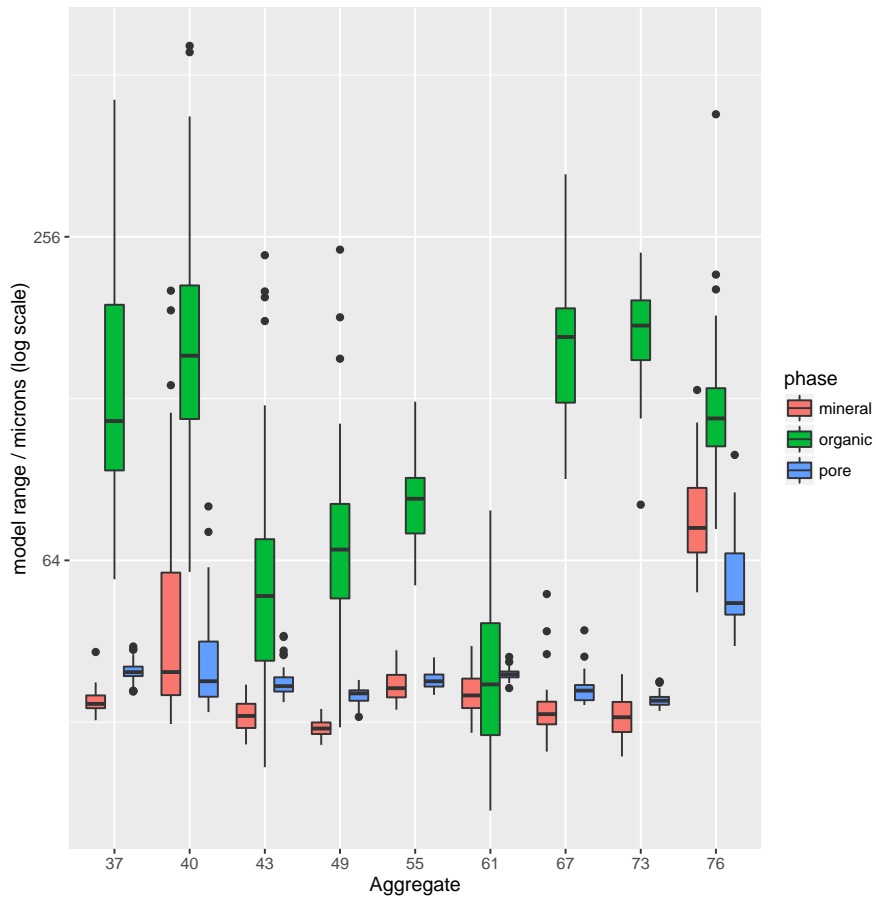 model range / microns (log scale)
256
64
37 40 43 49 55 61 67 73 76
Aggregate
phase
mineral
organic
pore